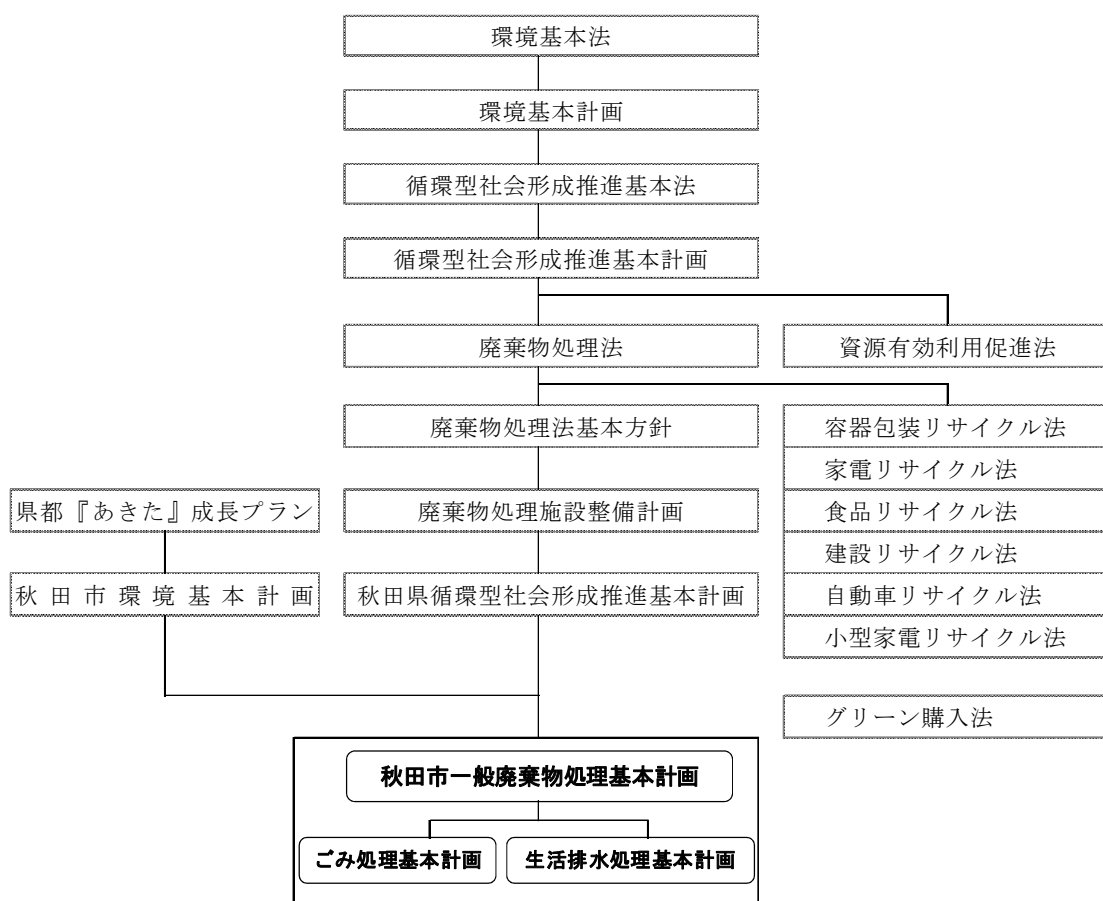 環境基本法
環境基本計画
循環型社会形成推進基本法
循環型社会形成推進基本計画
廃棄物処理法
資源有効利用促進法
廃棄物処理法基本方針
容器包装リサイクル法
家電リサイクル法
県都『あきた』成長プラン
廃棄物処理施設整備計画
食品リサイクル法
建設リサイクル法
秋田市環境基本計画
秋田県循環型社会形成推進基本計画
自動車リサイクル法
小型家電リサイクル法
グリーン購入法
秋田市一般廃棄物処理基本計画
ごみ処理基本計画
生活排水処理基本計画